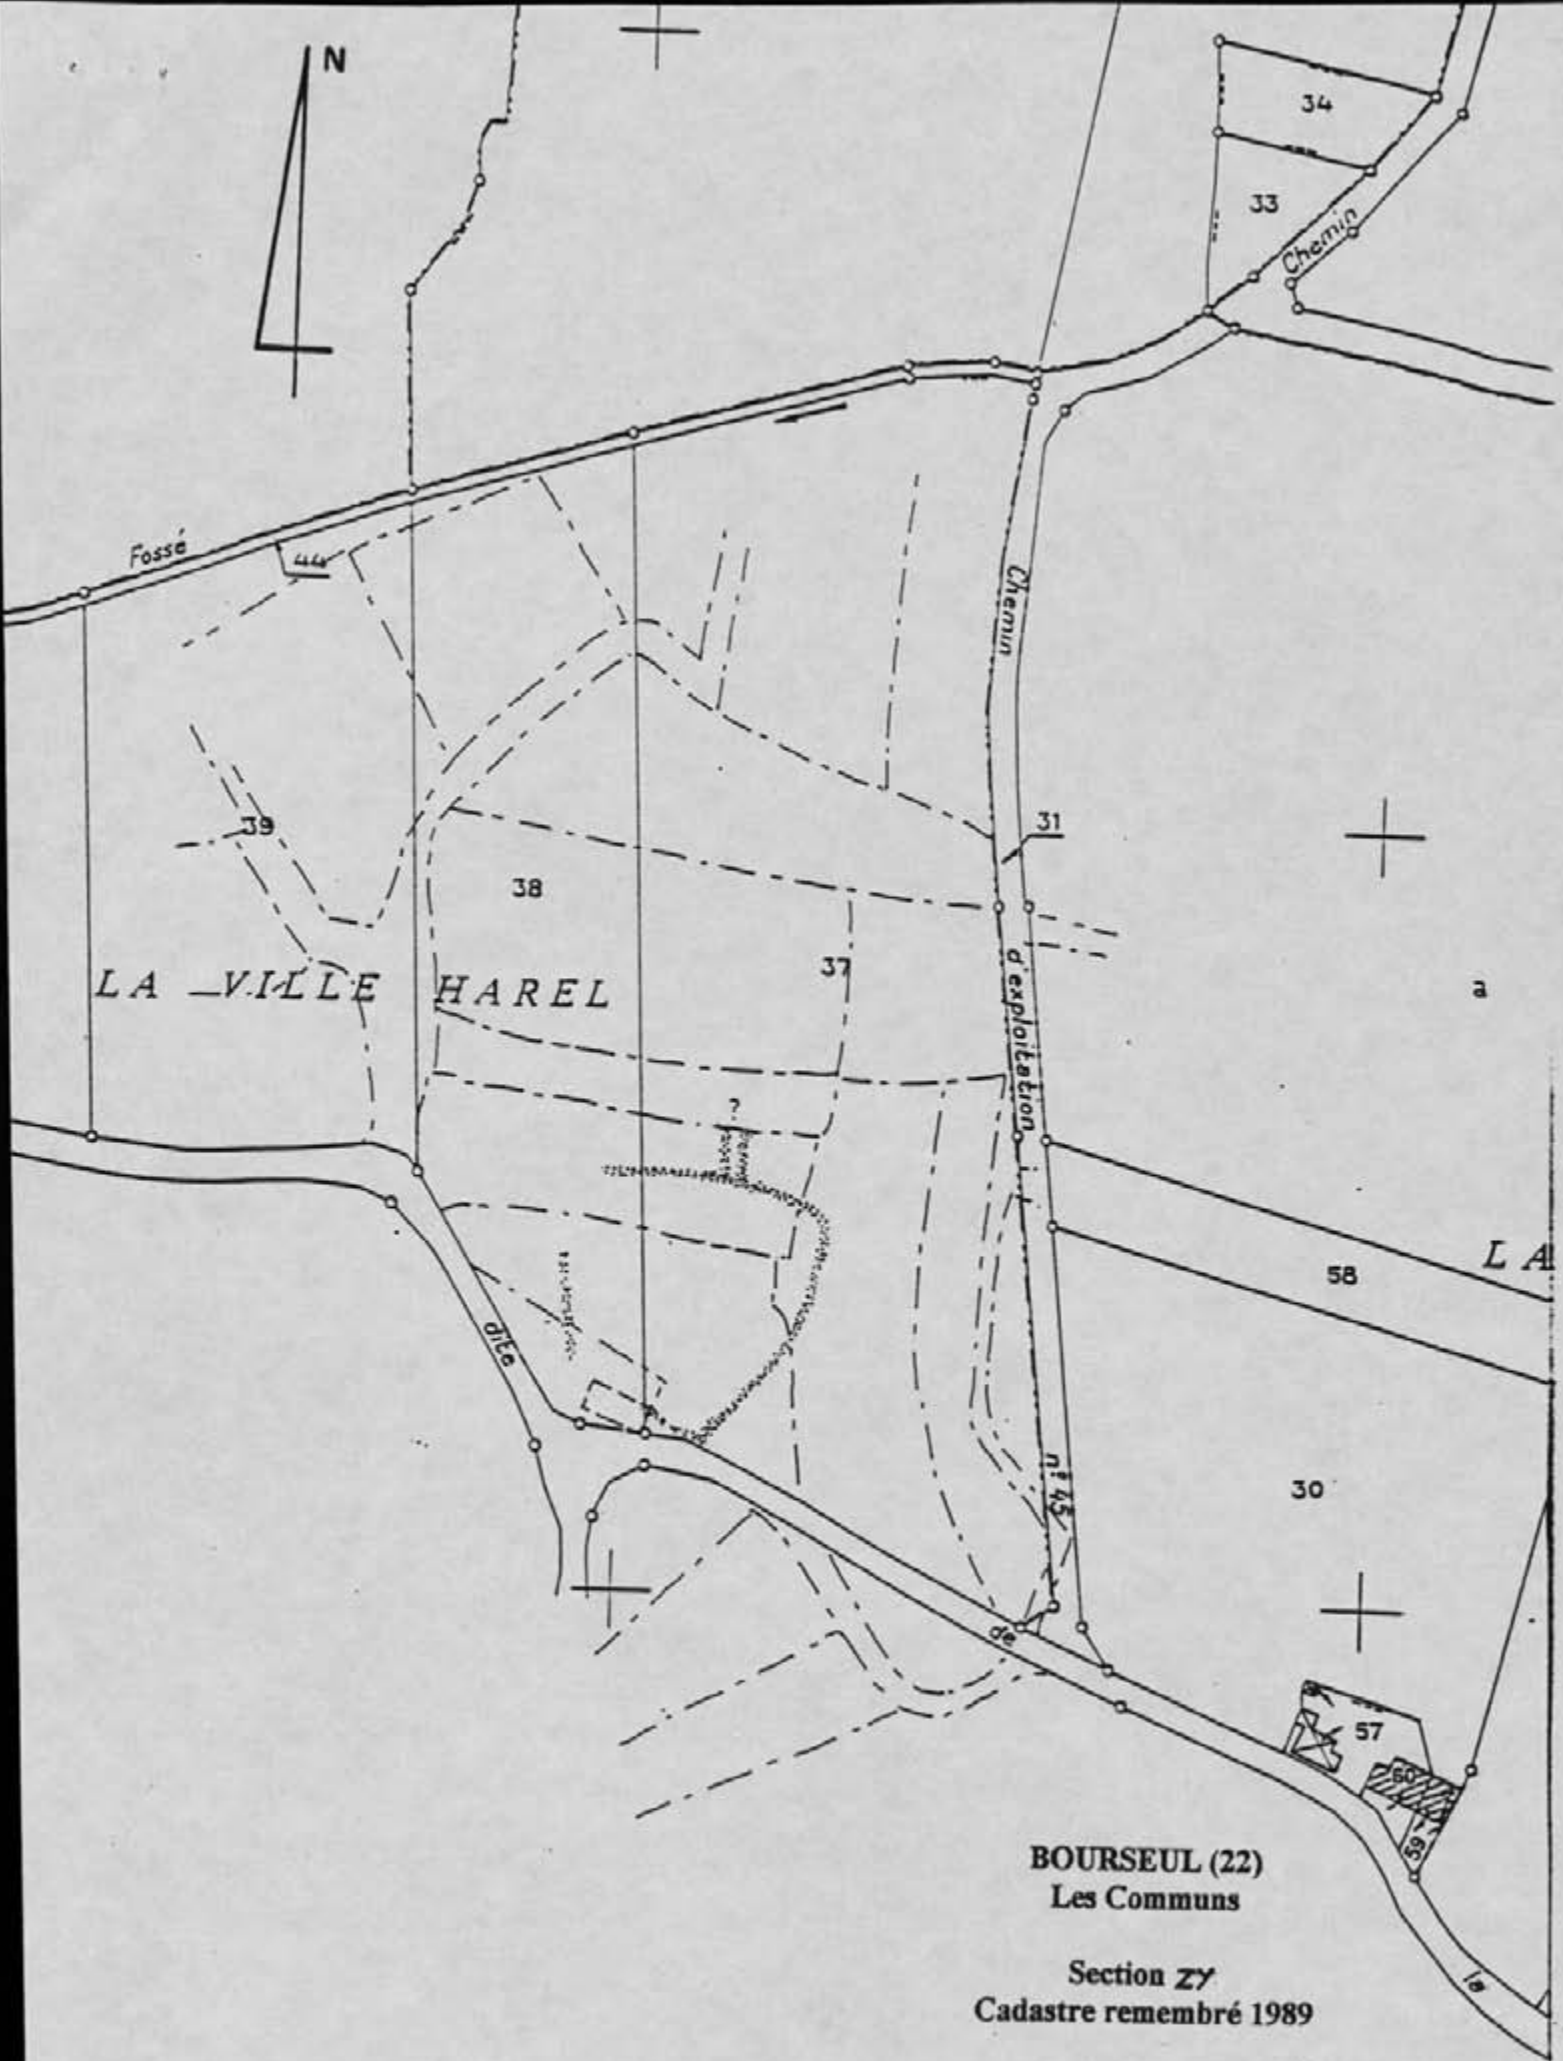 N
34
33
Chemin
Fossé
44
Chemin
39
31
38
37
LA VILLE HAREL
a
d'exploitation
?
LA
58
dite
n° 45
30
de
57
60
59
BOURSEUL (22)
Les Communs
la
Section ZY
Cadastre remembré 1989